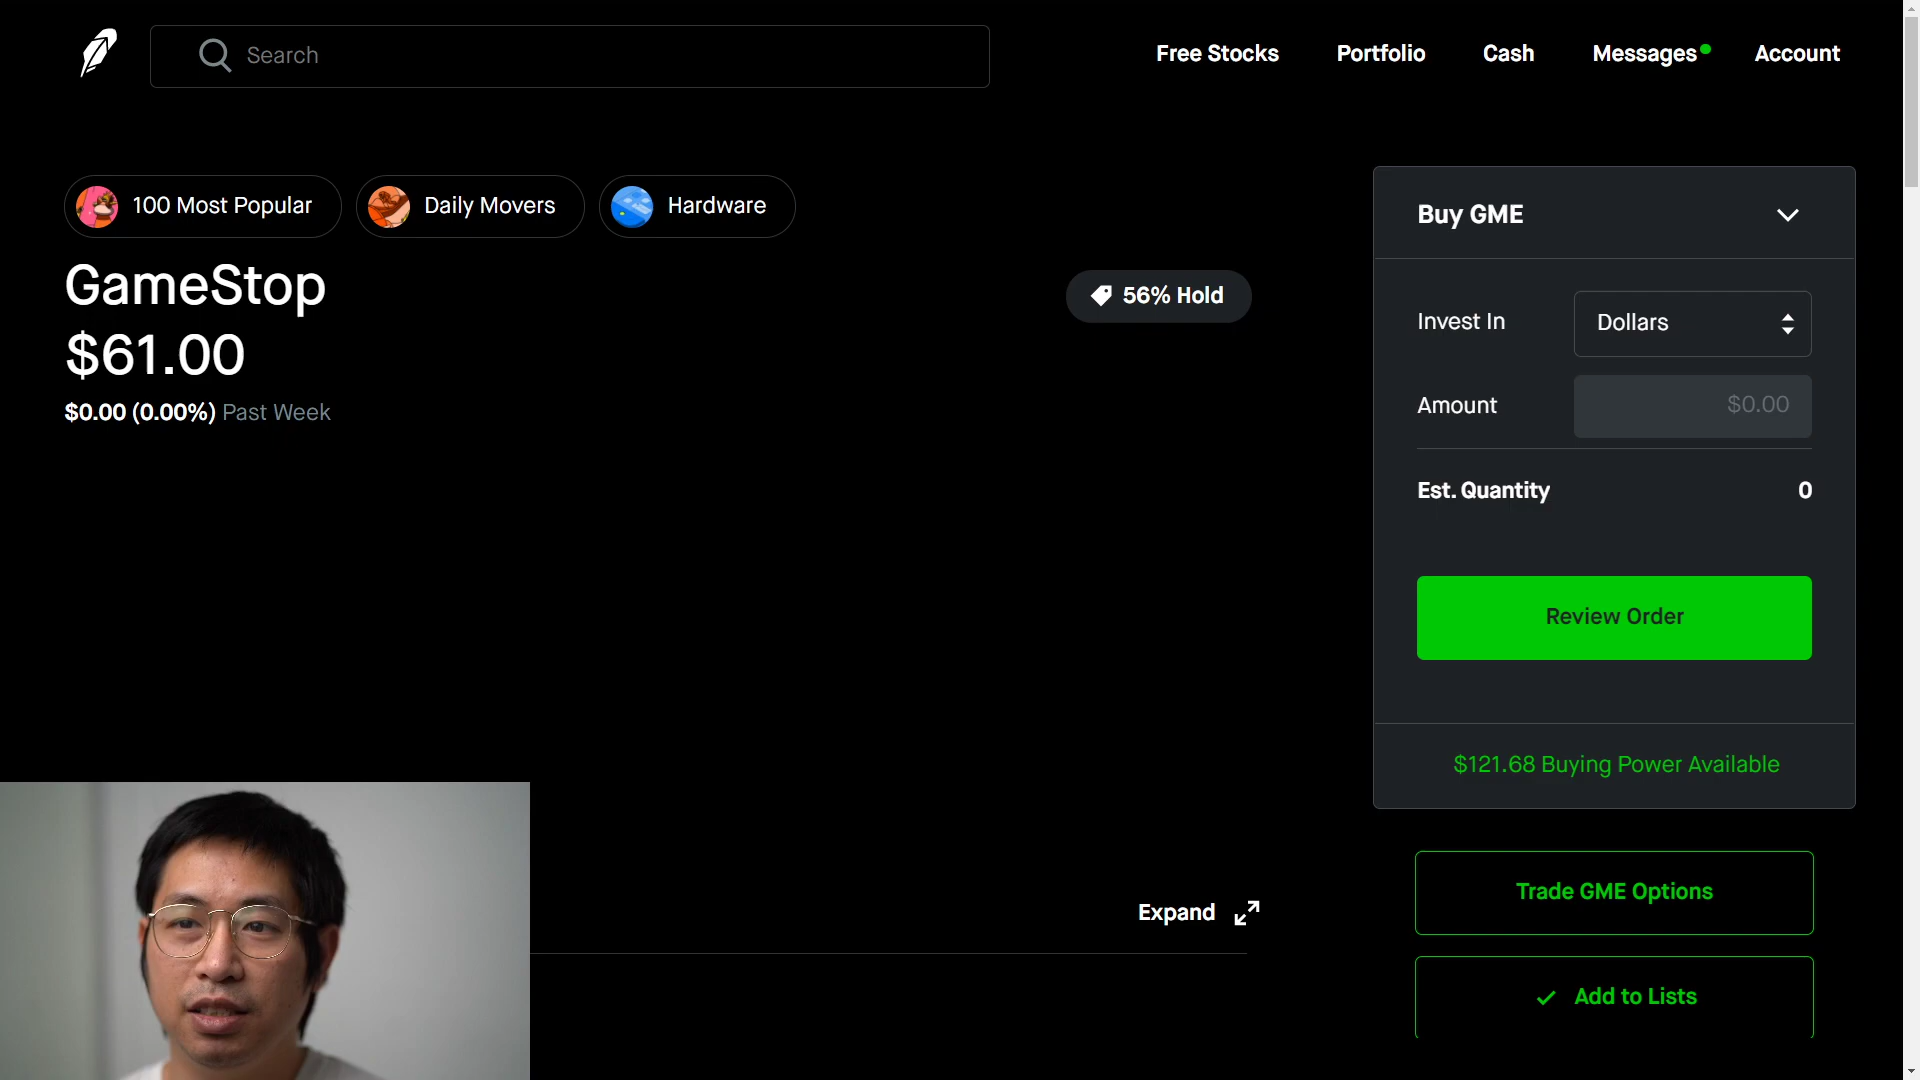 Search
Free Stocks
Portfolio
Cash
Messages
Account
100 Most Popular
Daily Movers
Hardware
GameStop
$61.00
$0.00 (0.00%) Past Week
56% Hold
Expand
Buy GME
Invest In
Dollars
Amount
$0.00
Est. Quantity
0
Review Order
$121.68 Buying Power Available
Trade GME Options
Add to Lists